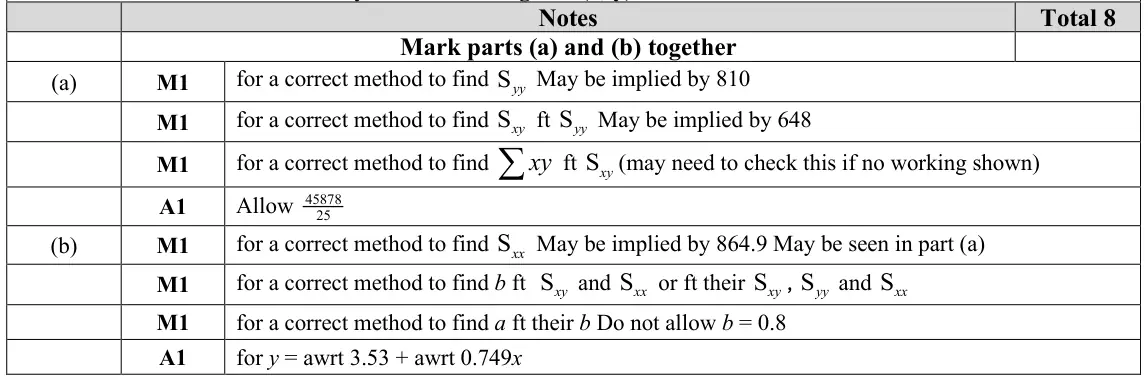 Notes Total 8
Mark parts (a) and (b) together
(a) M1 for a correct method to find S_yy May be implied by 810
M1 for a correct method to find S_xy ft S_yy May be implied by 648
M1 for a correct method to find ∑xy ft S_xy (may need to check this if no working shown)
A1 Allow 45878/25
(b) M1 for a correct method to find S_xx May be implied by 864.9 May be seen in part (a)
M1 for a correct method to find b ft S_xy and S_xx or ft their S_xy , S_yy and S_xx
M1 for a correct method to find a ft their b Do not allow b = 0.8
A1 for y = awrt 3.53 + awrt 0.749x